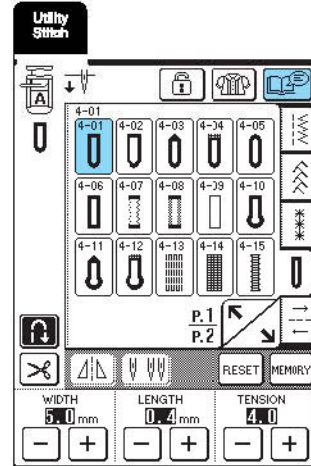 Utility
Stitch
A
4-01
4-01 4-02 4-03 4-04 4-05
4-06 4-07 4-08 4-09 4-10
4-11 4-12 4-13 4-14 4-15
P.1
P.2
RESET MEMORY
WIDTH LENGTH TENSION
5.0 mm 0.4 mm 4.0
− + − + − +